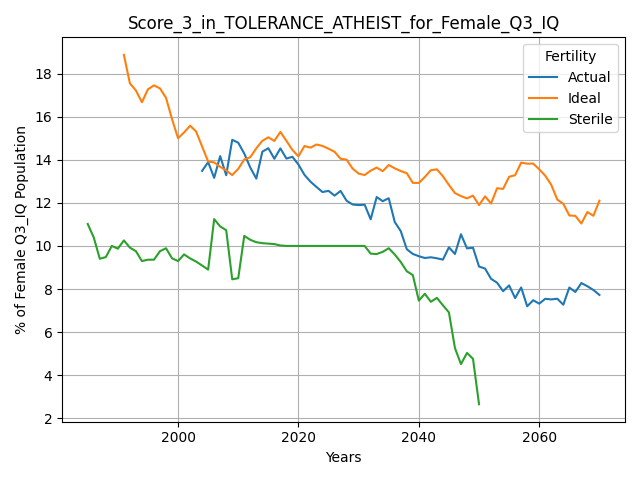 Score_3_in_TOLERANCE_ATHEIST_for_Female_Q3_IQ
Fertility
Actual
Ideal
Sterile
% of Female Q3_IQ Population
18
16
14
12
10
8
6
4
2
2000 2020 2040 2060
Years